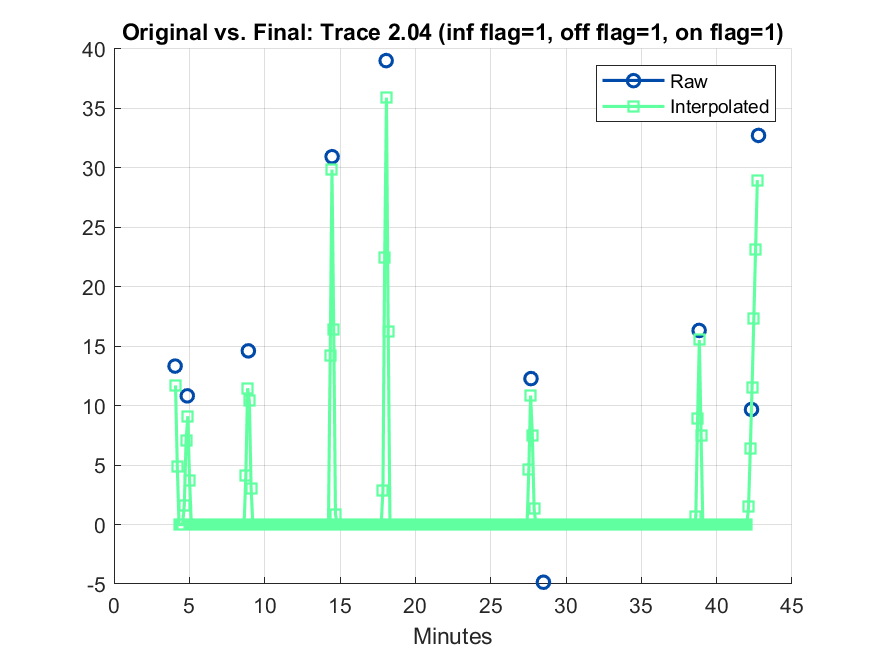 Original vs. Final: Trace 2.04 (inf flag=1, off flag=1, on flag=1)
40
35
30
25
20
15
10
5
0
-5
Raw
Interpolated
0 5 10 15 20 25 30 35 40 45
Minutes